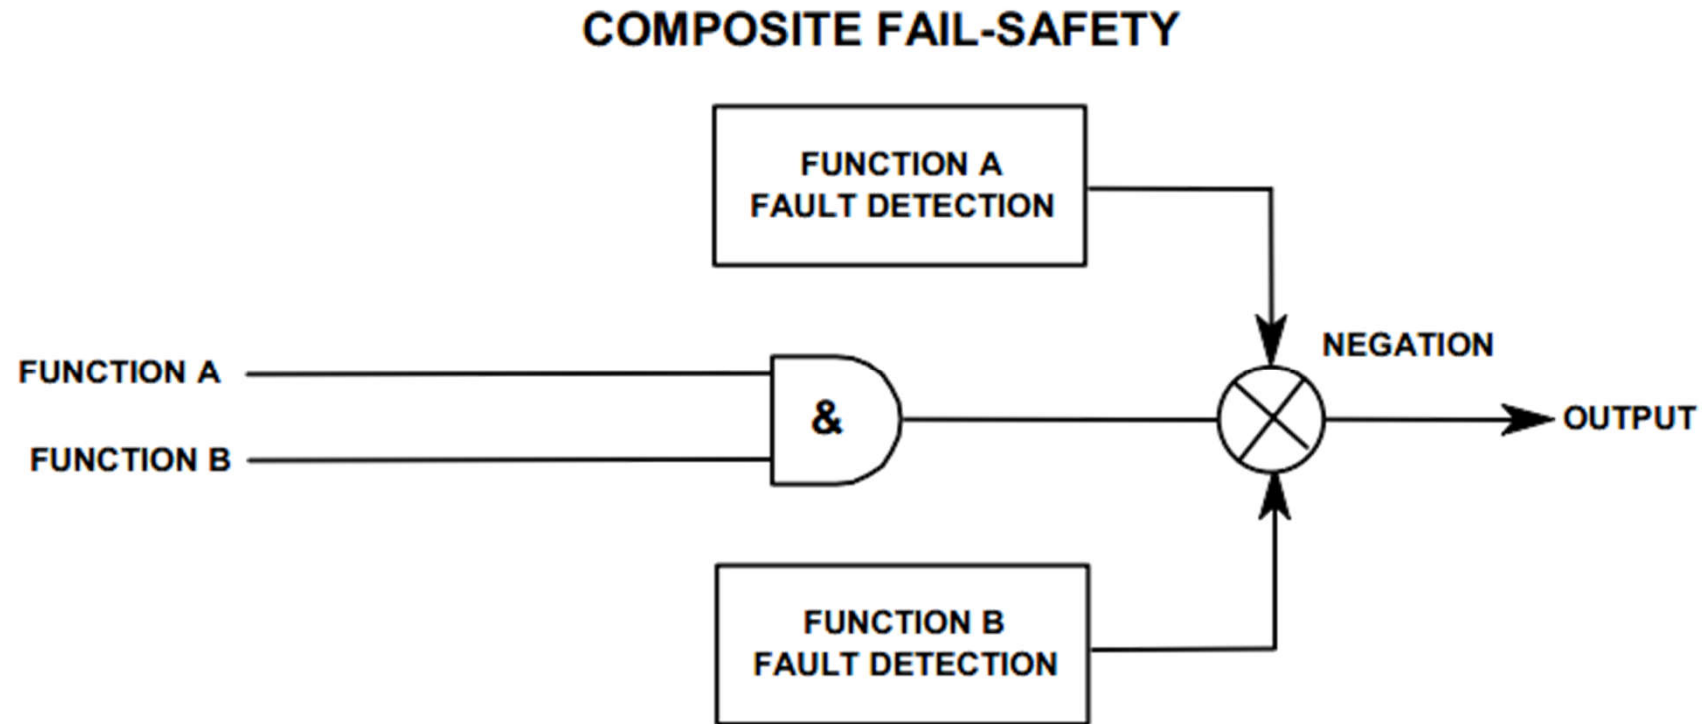 COMPOSITE FAIL-SAFETY
FUNCTION A
FAULT DETECTION
NEGATION
FUNCTION A
&
OUTPUT
FUNCTION B
FUNCTION B
FAULT DETECTION